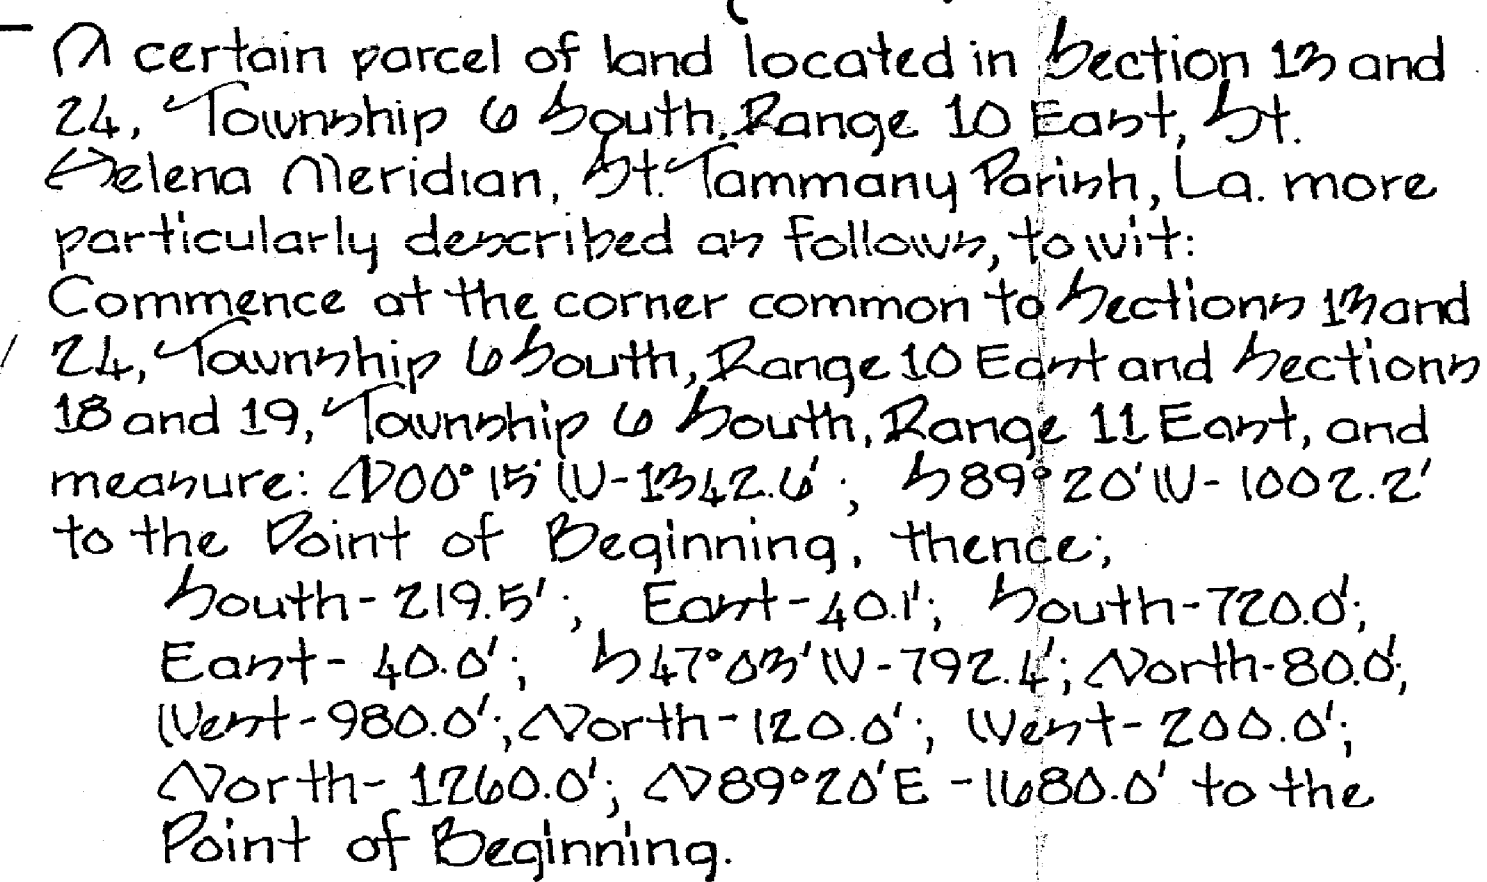 A certain parcel of land located in Section 13 and
24, Township 6 South, Range 10 East, St.
Helena Meridian, St. Tammany Parish, La. more
particularly described as follows, to wit:
Commence at the corner common to Sections 13 and
24, Township 6 South, Range 10 East and Sections
18 and 19, Township 6 South, Range 11 East, and
measure: N00°15'W-1342.6'; S89°20'W-1002.2'
to the Point of Beginning, thence;
South-219.5'; East-40.1'; South-720.0';
East-40.0'; S47°03'W-792.4'; North-80.0';
West-980.0'; North-120.0'; West-200.0';
North-1260.0'; N89°20'E-1680.0' to the
Point of Beginning.